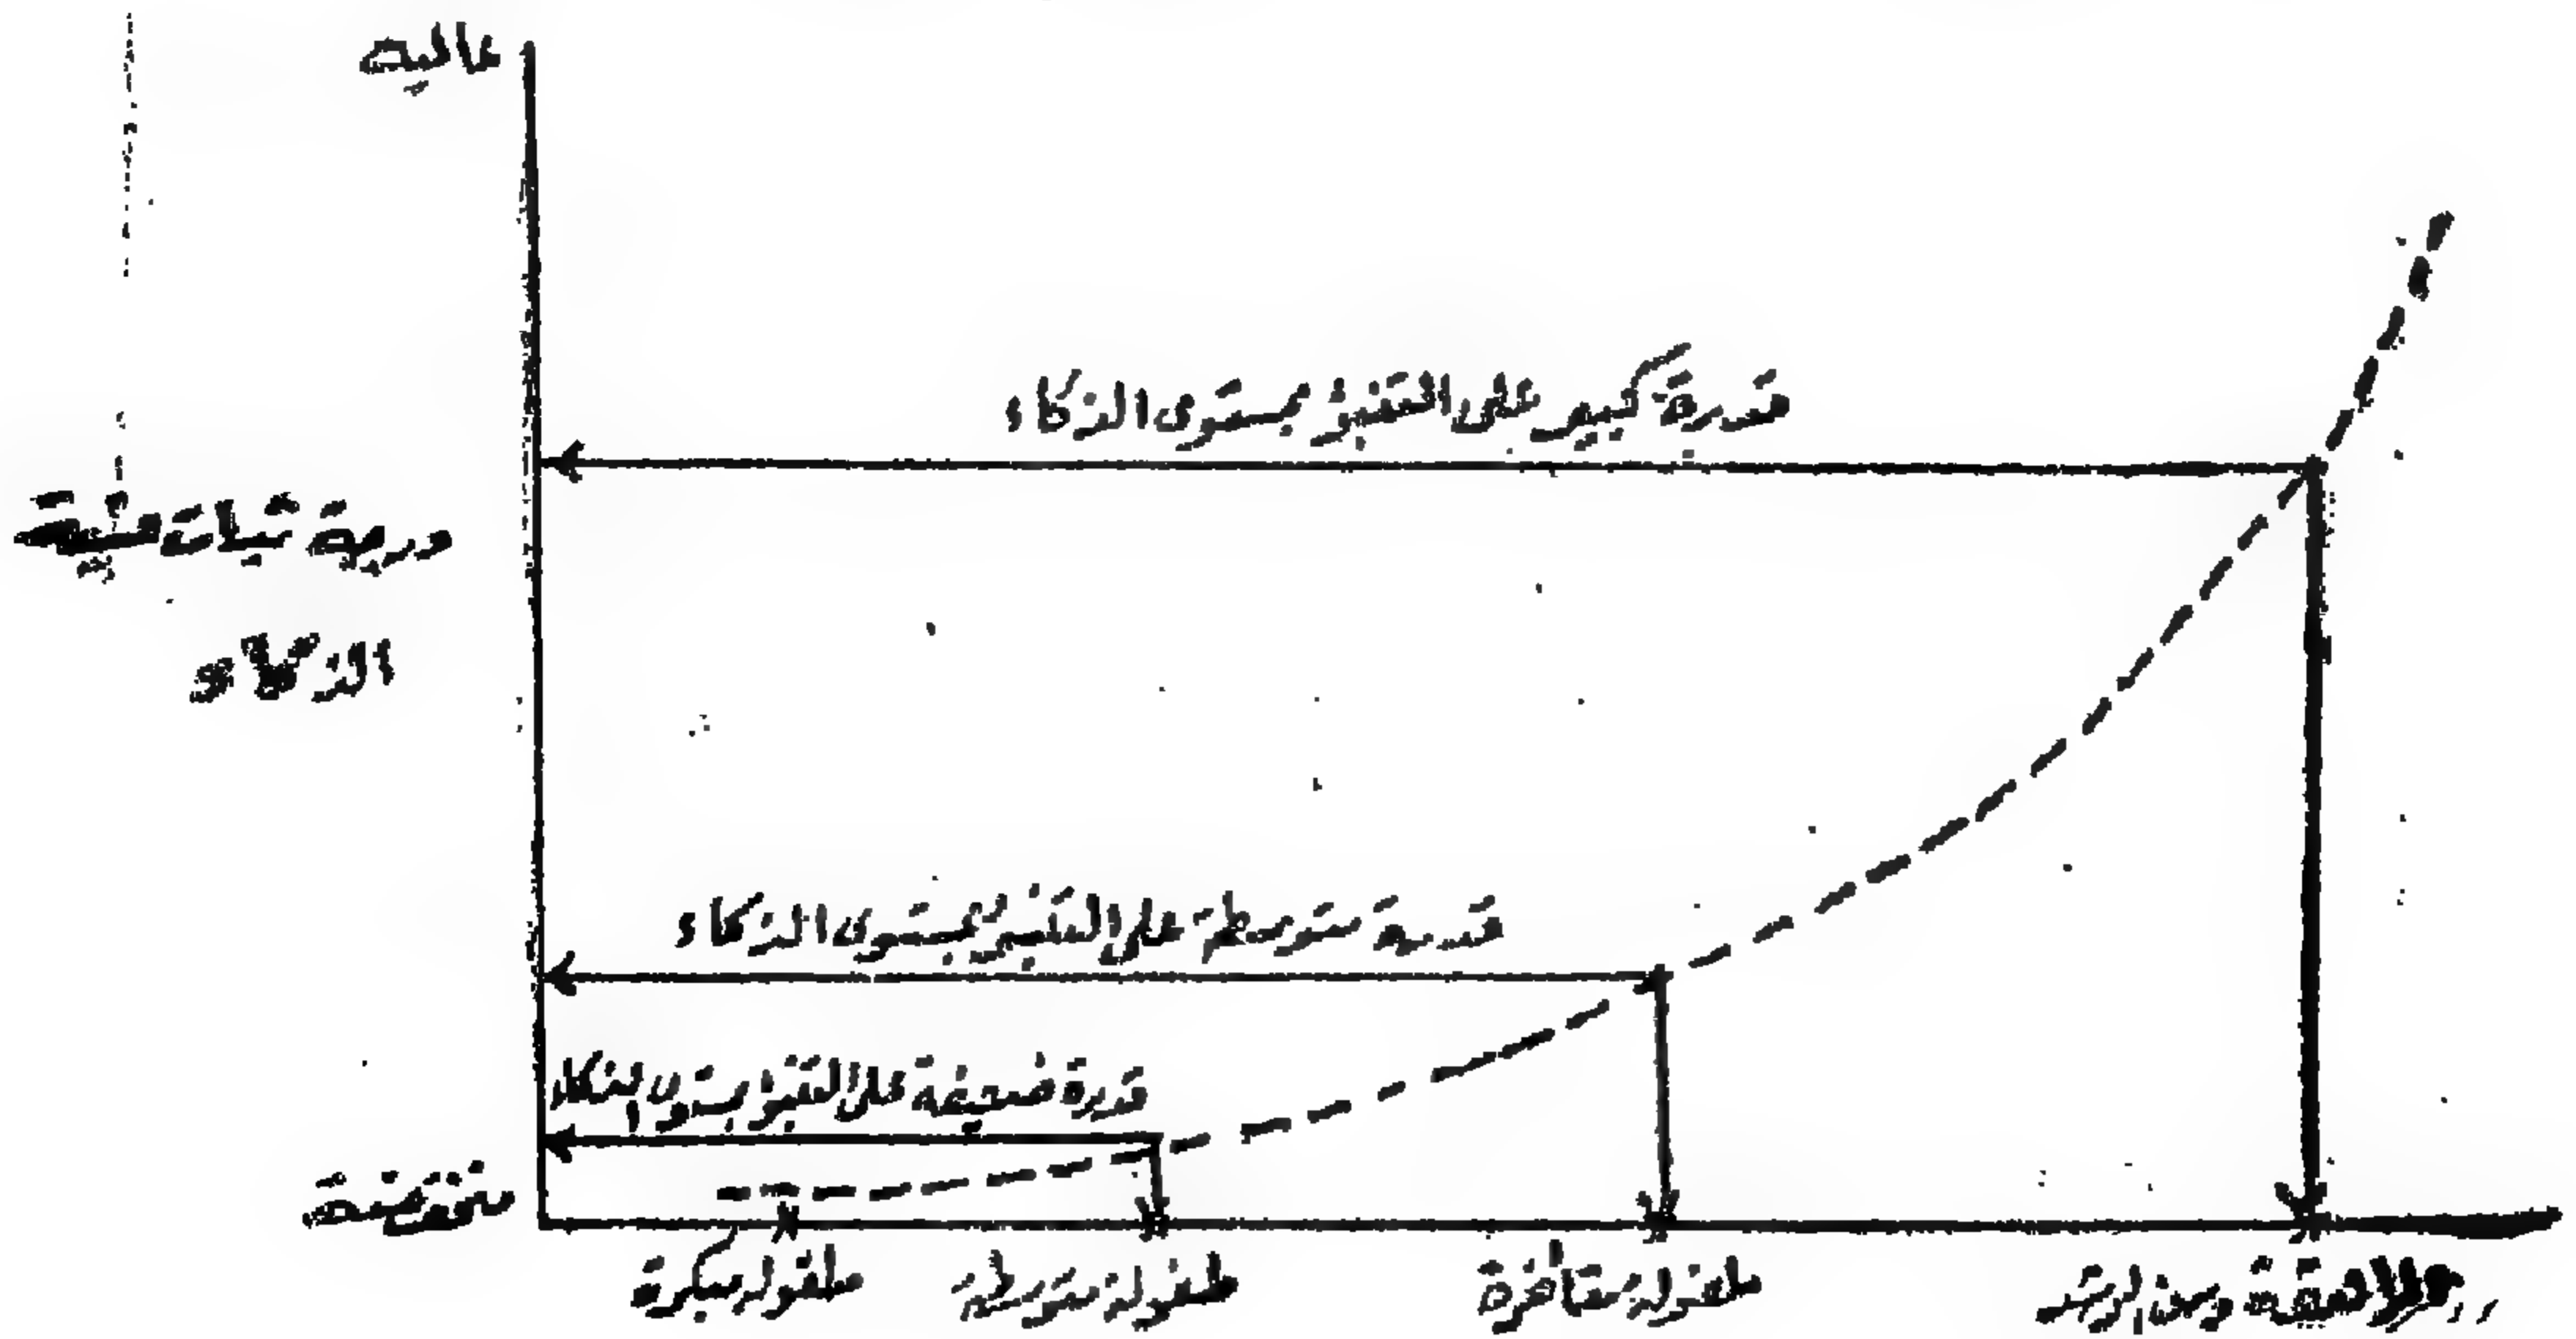 عالية
قدرة كبير على التنبؤ بمستوى الذكاء
درجة ثبات نسبة
الذكاء
قدرة متوسطة على التنبؤ بمستوى الذكاء
قدرة ضعيفة على التنبؤ بمستوى الذكاء
منخفضة
طفولة مبكرة
طفولة متوسطة
طفولة متأخرة
المراهقة وسن الرشد